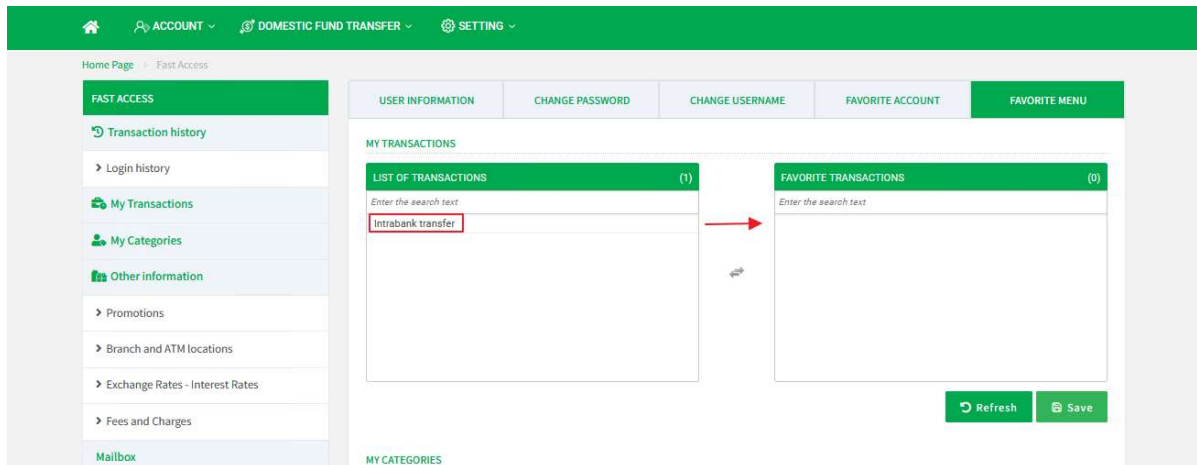 ACCOUNT DOMESTIC FUND TRANSFER SETTING
Home Page Fast Access
FAST ACCESS
Transaction history
Login history
My Transactions
My Categories
Other information
Promotions
Branch and ATM locations
Exchange Rates - Interest Rates
Fees and Charges
Mailbox
USER INFORMATION CHANGE PASSWORD CHANGE USERNAME FAVORITE ACCOUNT FAVORITE MENU
MY TRANSACTIONS
LIST OF TRANSACTIONS (1)
Enter the search text
Intrabank transfer
FAVORITE TRANSACTIONS (0)
Enter the search text
Refresh Save
MY CATEGORIES